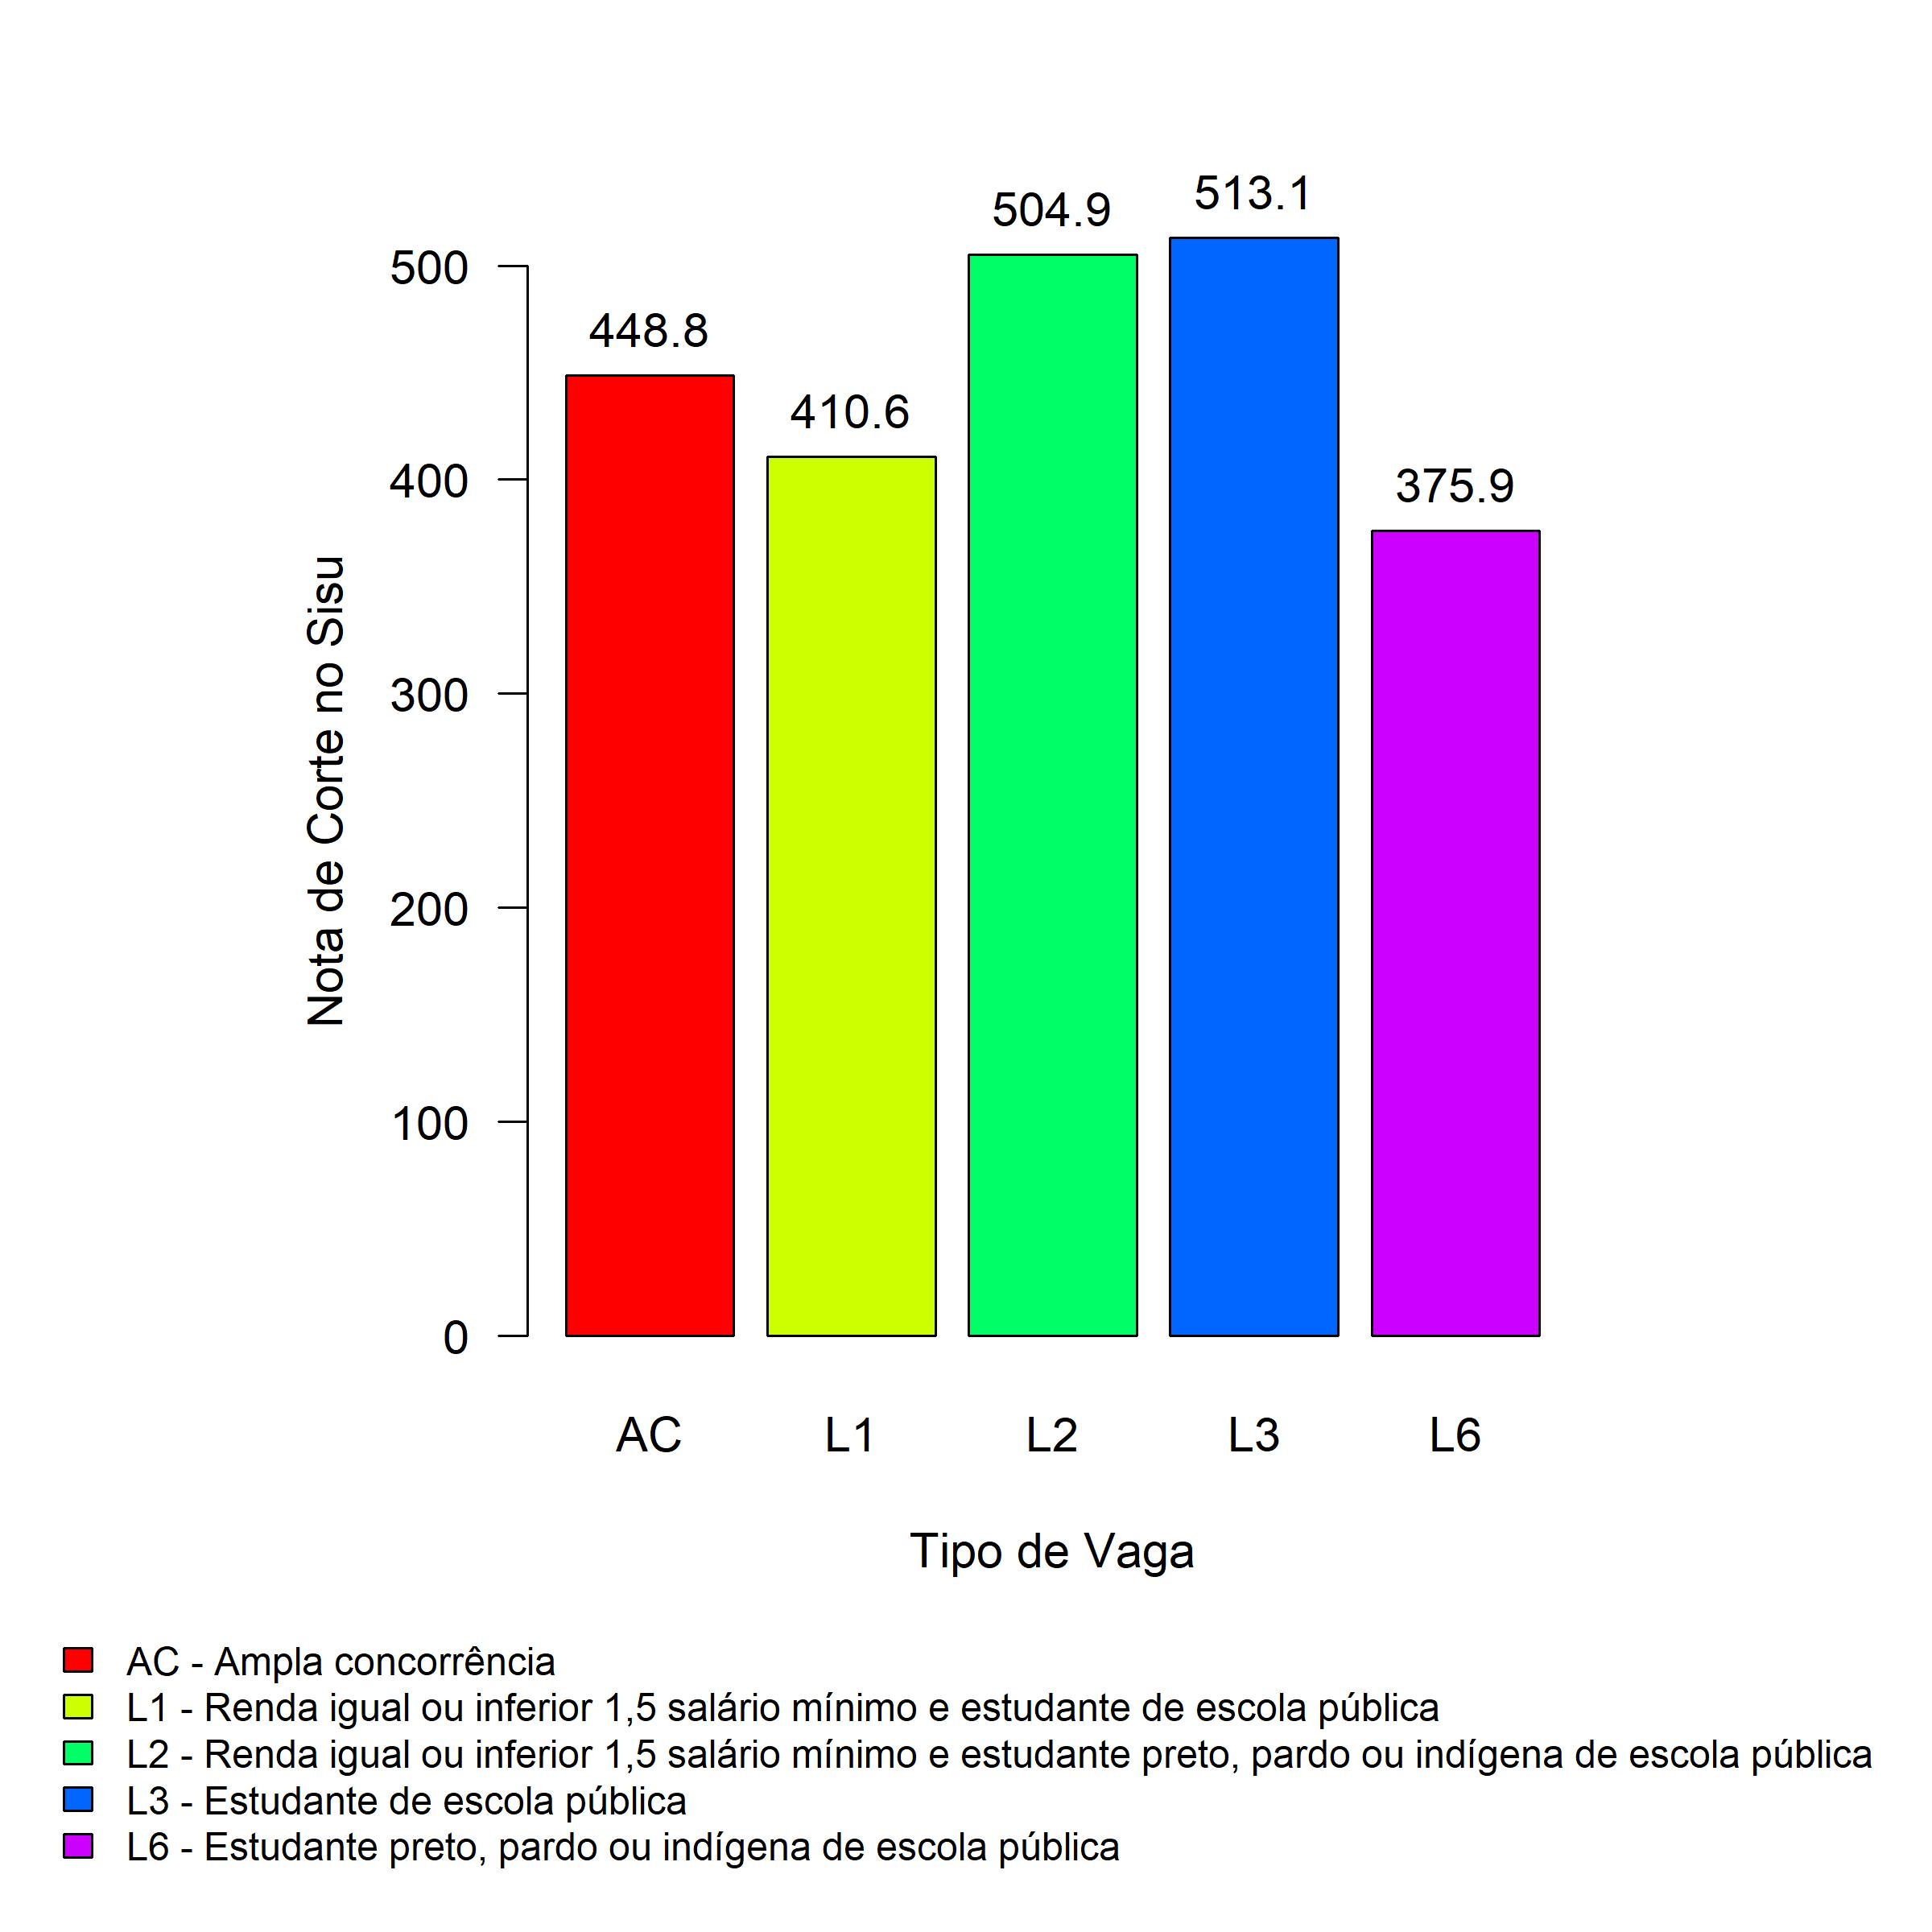 513.1
504.9
448.8
410.6
375.9
500
400
300
200
100
0
Nota de Corte no Sisu
AC L1 L2 L3 L6
Tipo de Vaga
AC - Ampla concorrência
L1 - Renda igual ou inferior 1,5 salário mínimo e estudante de escola pública
L2 - Renda igual ou inferior 1,5 salário mínimo e estudante preto, pardo ou indígena de escola pública
L3 - Estudante de escola pública
L6 - Estudante preto, pardo ou indígena de escola pública